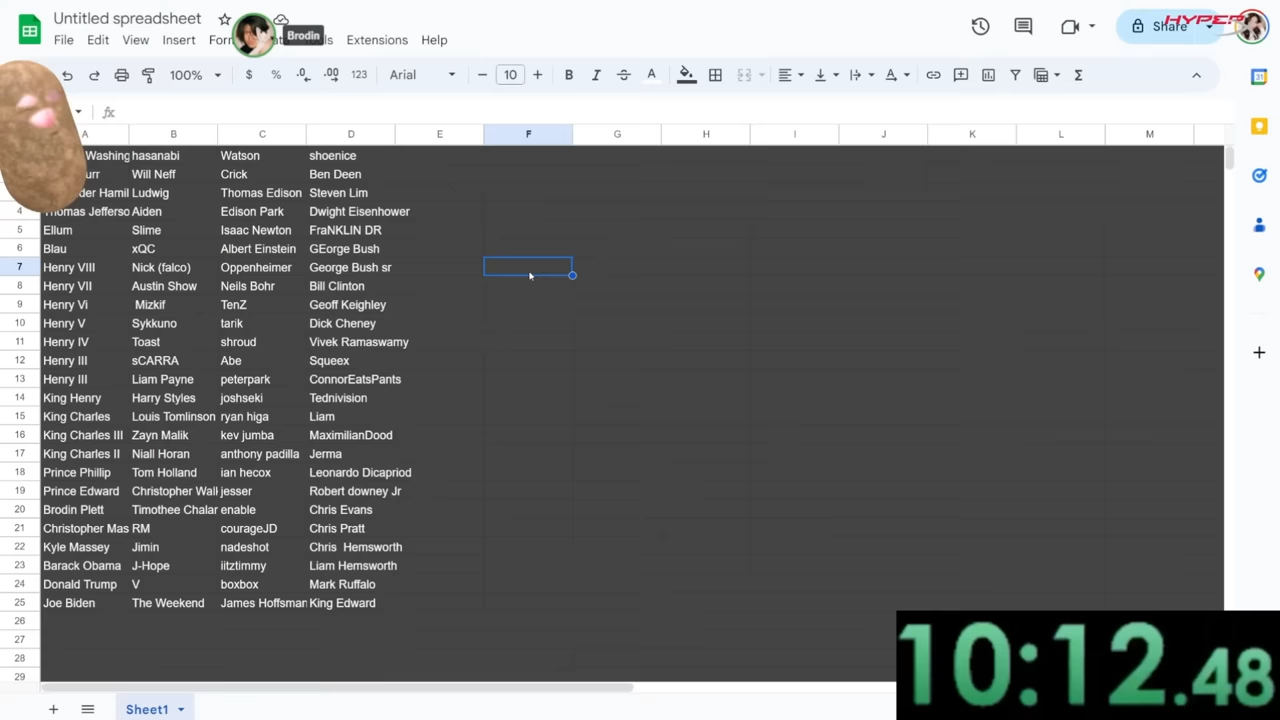 Untitled spreadsheet
Brodin
HYPEP
Share
File Edit View Insert Tools Extensions Help
100% $ % .0 .00 123 Arial 10 B I A
fx
A B C D E F G H I J K L M
Washing hasanabi Watson shoenice
urr Will Neff Crick Ben Deen
der Hamil Ludwig Thomas Edison Steven Lim
4 Thomas Jefferso Aiden Edison Park Dwight Eisenhower
5 Ellum Slime Isaac Newton FraNKLIN DR
6 Blau xQC Albert Einstein GEorge Bush
7 Henry VIII Nick (falco) Oppenheimer George Bush sr
8 Henry VII Austin Show Neils Bohr Bill Clinton
9 Henry Vi Mizkif TenZ Geoff Keighley
10 Henry V Sykkuno tarik Dick Cheney
11 Henry IV Toast shroud Vivek Ramaswamy
12 Henry III sCARRA Abe Squeex
13 Henry III Liam Payne peterpark ConnorEatsPants
14 King Henry Harry Styles joshseki Tednivision
15 King Charles Louis Tomlinson ryan higa Liam
16 King Charles III Zayn Malik kev jumba MaximilianDood
17 King Charles II Niall Horan anthony padilla Jerma
18 Prince Phillip Tom Holland ian hecox Leonardo Dicapriod
19 Prince Edward Christopher Walk jesser Robert downey Jr
20 Brodin Plett Timothee Chalar enable Chris Evans
21 Christopher Mas RM courageJD Chris Pratt
22 Kyle Massey Jimin nadeshot Chris Hemsworth
23 Barack Obama J-Hope iitztimmy Liam Hemsworth
24 Donald Trump V boxbox Mark Ruffalo
25 Joe Biden The Weekend James Hoffsman King Edward
26
27
28
29
10:12.48
Sheet1